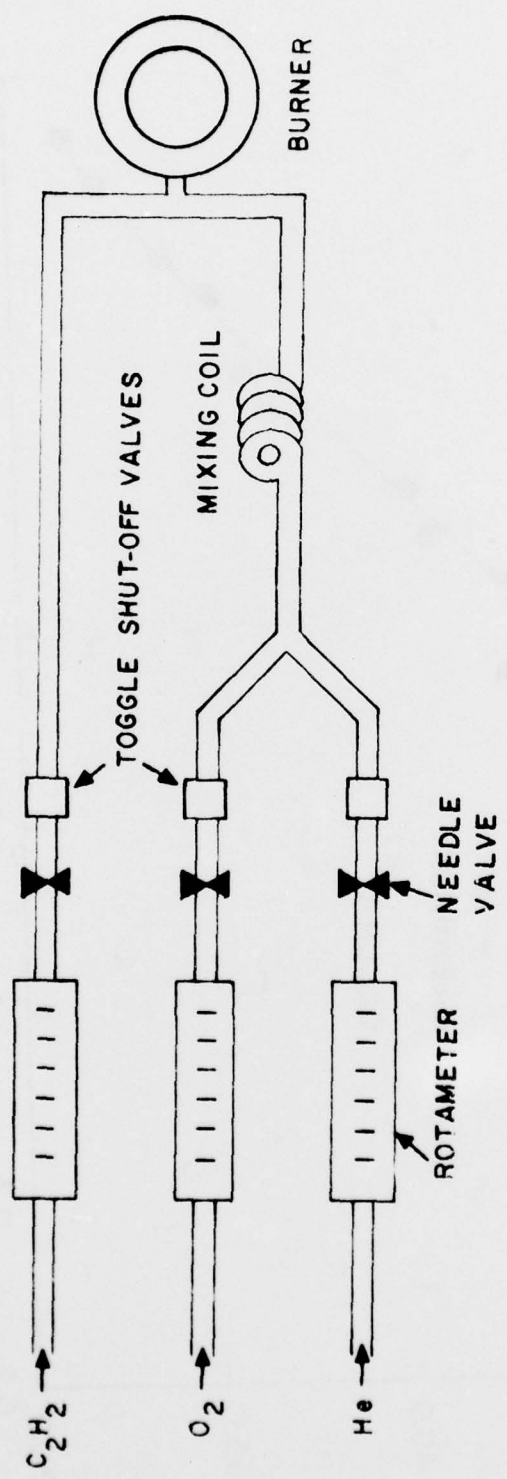 C2H2
O2
He
TOGGLE SHUT-OFF VALVES
MIXING COIL
BURNER
ROTAMETER
NEEDLE
VALVE